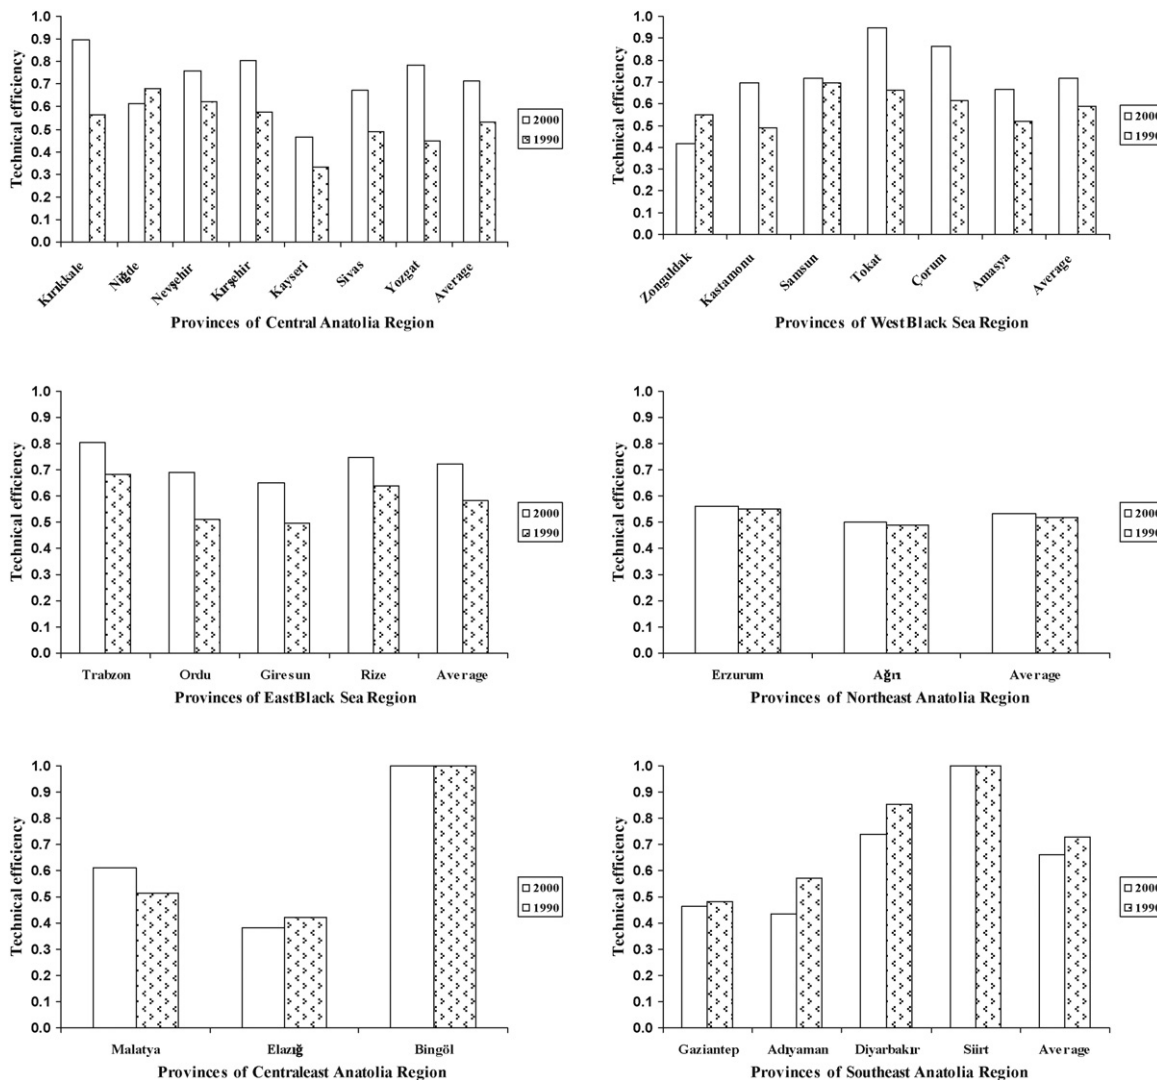 1.0
0.9
0.8
0.7
0.6
0.5
0.4
0.3
0.2
0.1
0.0
Technical efficiency
Kırıkkale
Niğde
Nevşehir
Kırşehir
Kayseri
Sivas
Yozgat
Average
2000
1990
Provinces of Central Anatolia Region
1.0
0.9
0.8
0.7
0.6
0.5
0.4
0.3
0.2
0.1
0.0
Technical efficiency
Zonguldak
Kastamonu
Samsun
Tokat
Çorum
Amasya
Average
2000
1990
Provinces of West Black Sea Region
1.0
0.9
0.8
0.7
0.6
0.5
0.4
0.3
0.2
0.1
0.0
Technical efficiency
Trabzon Ordu Giresun Rize Average
2000
1990
Provinces of East Black Sea Region
1.0
0.9
0.8
0.7
0.6
0.5
0.4
0.3
0.2
0.1
0.0
Technical efficiency
Erzurum Ağrı Average
2000
1990
Provinces of Northeast Anatolia Region
1.0
0.9
0.8
0.7
0.6
0.5
0.4
0.3
0.2
0.1
0.0
Technical efficiency
Malatya Elazığ Bingöl
2000
1990
Provinces of Centraleast Anatolia Region
1.0
0.9
0.8
0.7
0.6
0.5
0.4
0.3
0.2
0.1
0.0
Technical efficiency
Gaziantep Adıyaman Diyarbakır Siirt Average
2000
1990
Provinces of Southeast Anatolia Region